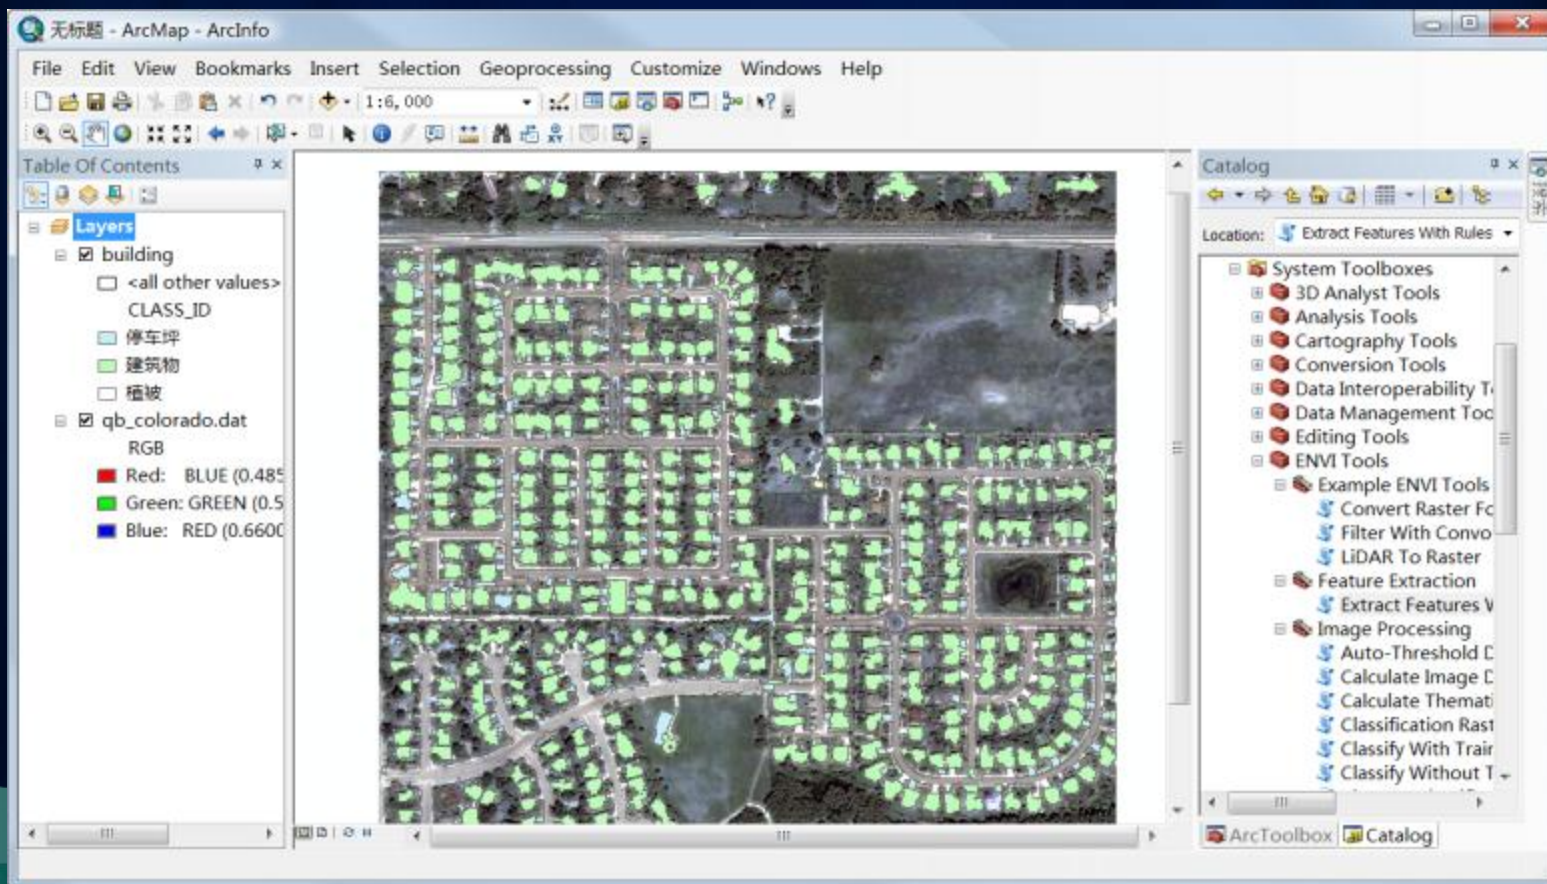 无标题 - ArcMap - ArcInfo
File Edit View Bookmarks Insert Selection Geoprocessing Customize Windows Help
1:6,000
Table Of Contents
Layers
building
<all other values>
CLASS_ID
停车坪
建筑物
植被
qb_colorado.dat
RGB
Red: BLUE (0.485
Green: GREEN (0.5
Blue: RED (0.6600
Catalog
Location: Extract Features With Rules
System Toolboxes
3D Analyst Tools
Analysis Tools
Cartography Tools
Conversion Tools
Data Interoperability T
Data Management Too
Editing Tools
ENVI Tools
Example ENVI Tools
Convert Raster Fo
Filter With Convo
LiDAR To Raster
Feature Extraction
Extract Features
Image Processing
Auto-Threshold D
Calculate Image D
Calculate Themati
Classification Rast
Classify With Train
Classify Without T
ArcToolbox Catalog